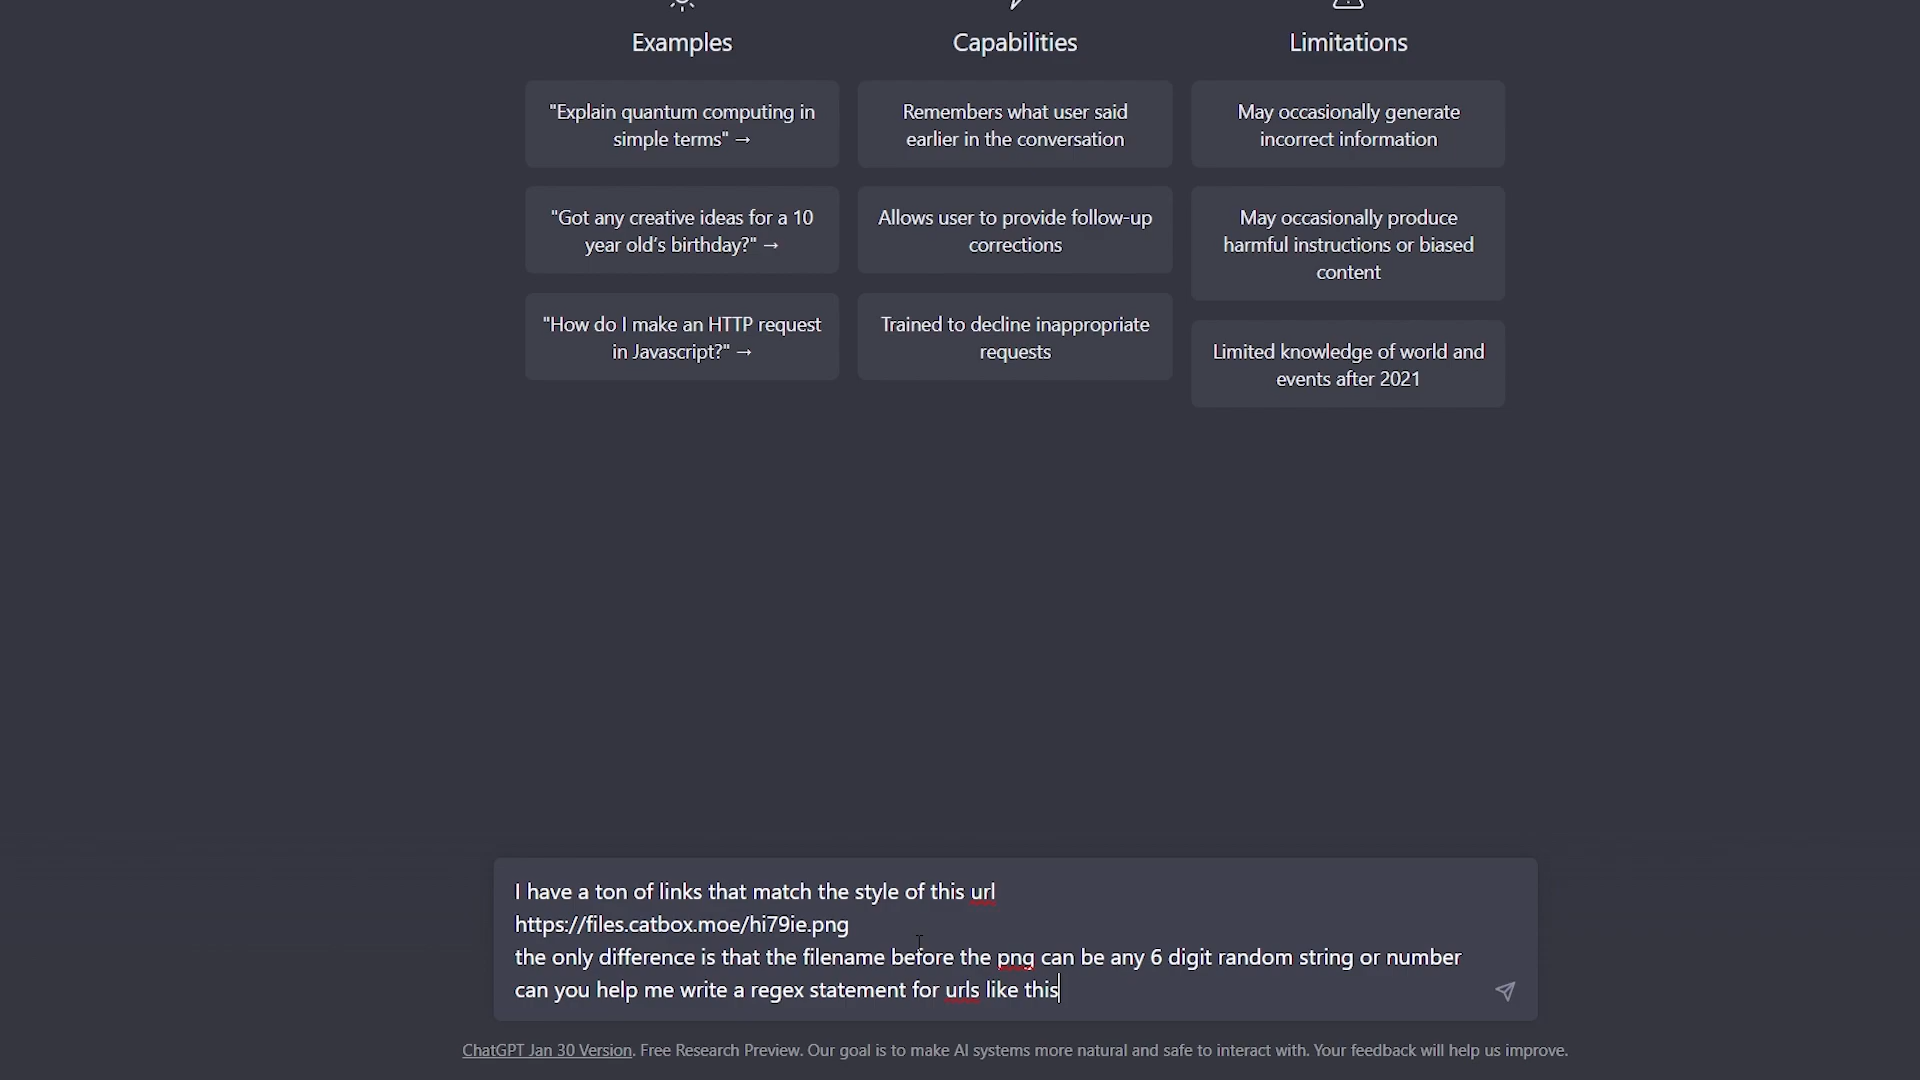 Examples
Capabilities
Limitations
"Explain quantum computing in
simple terms" →
Remembers what user said
earlier in the conversation
May occasionally generate
incorrect information
"Got any creative ideas for a 10
year old's birthday?" →
Allows user to provide follow-up
corrections
May occasionally produce
harmful instructions or biased
content
"How do I make an HTTP request
in Javascript?" →
Trained to decline inappropriate
requests
Limited knowledge of world and
events after 2021
I have a ton of links that match the style of this url
https://files.catbox.moe/hi79ie.png
the only difference is that the filename before the png can be any 6 digit random string or number
can you help me write a regex statement for urls like this
ChatGPT Jan 30 Version. Free Research Preview. Our goal is to make AI systems more natural and safe to interact with. Your feedback will help us improve.